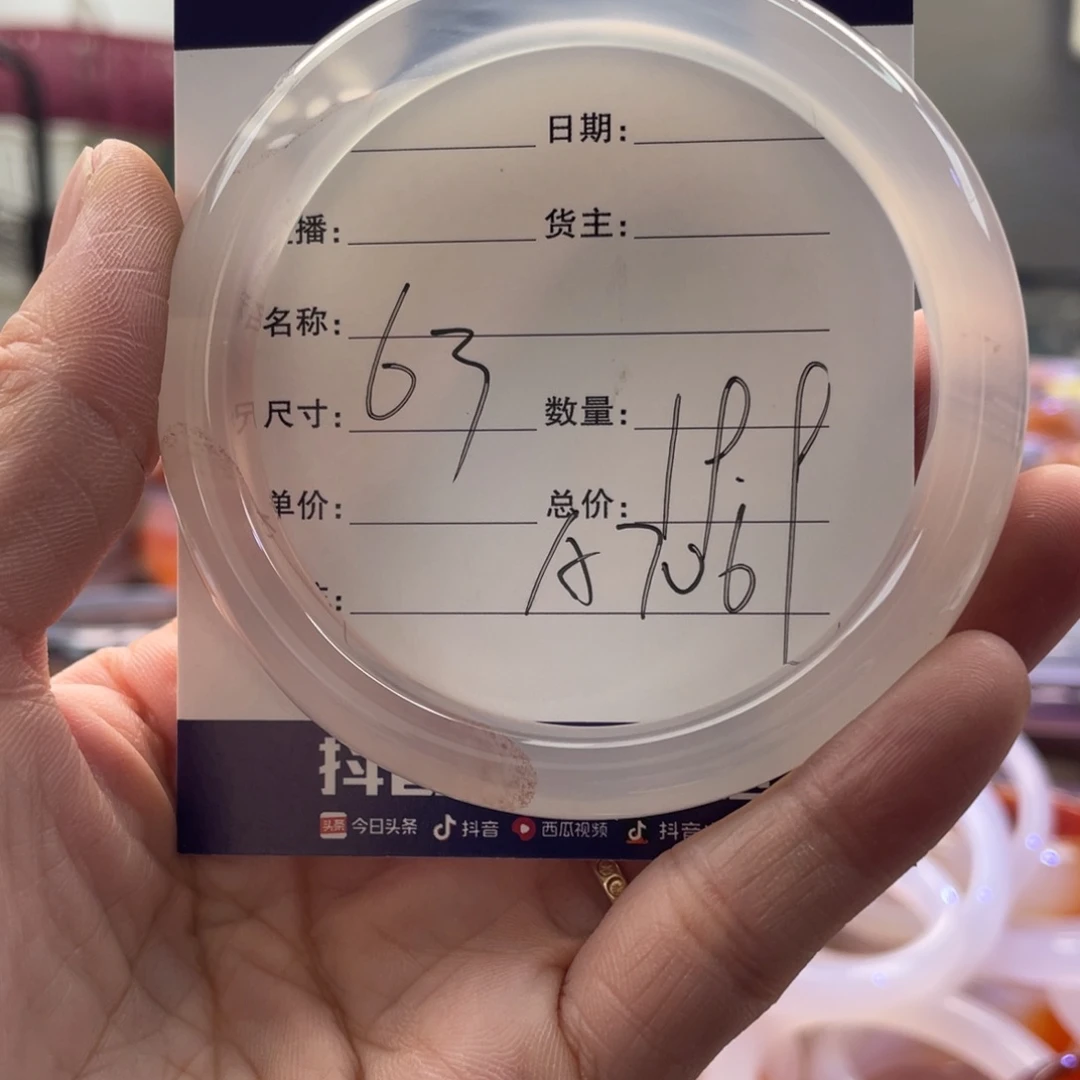 日期:
播: 货主:
名称:
63
尺寸: 数量:
单价: 总价:
抖音
今日头条 抖音 西瓜视频 抖音